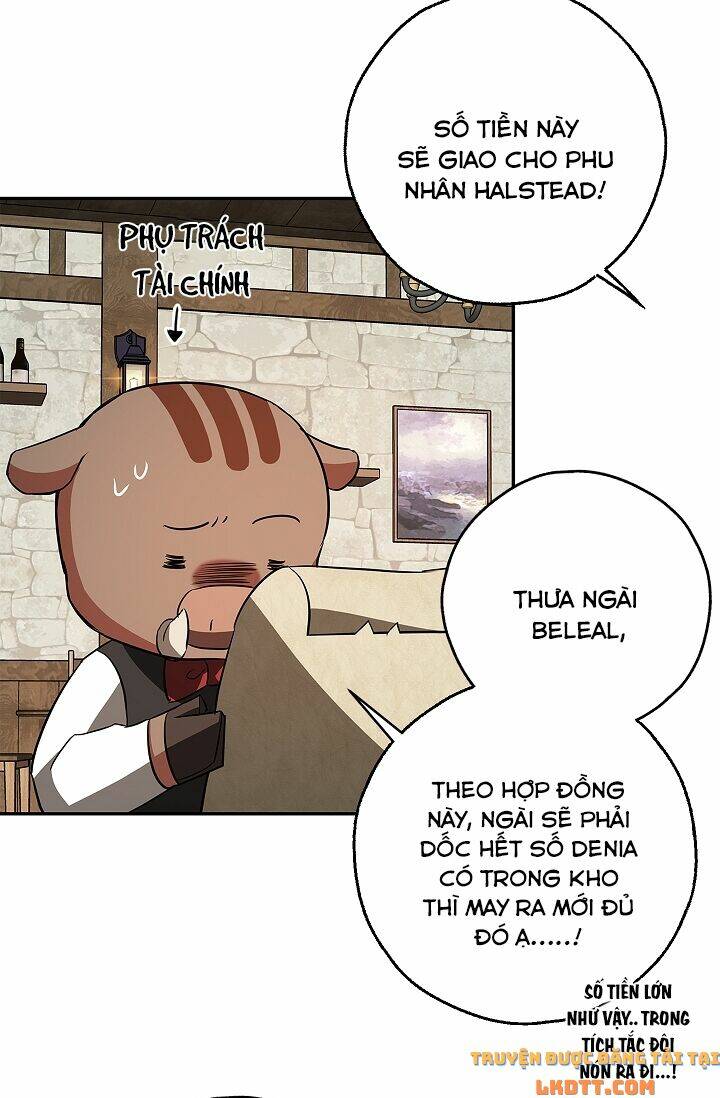 SỐ TIỀN NÀY
SẼ GIAO CHO PHU
NHÂN HALSTEAD!
PHỤ TRÁCH
TÀI CHÍNH
THƯA NGÀI
BELEAL,
THEO HỢP ĐỒNG
NÀY, NGÀI SẼ PHẢI
DỐC HẾT SỐ DENIA
CÓ TRONG KHO
THÌ MAY RA MỚI ĐỦ
ĐÓ Ạ.....!
SỐ TIỀN LỚN
NHƯ VẬY.. TRONG
TÍCH TẮC ĐỘI
NÓN RA ĐI...!
TRUYỆN ĐƯỢC ĐĂNG TẢI TẠI
LKDTT.COM